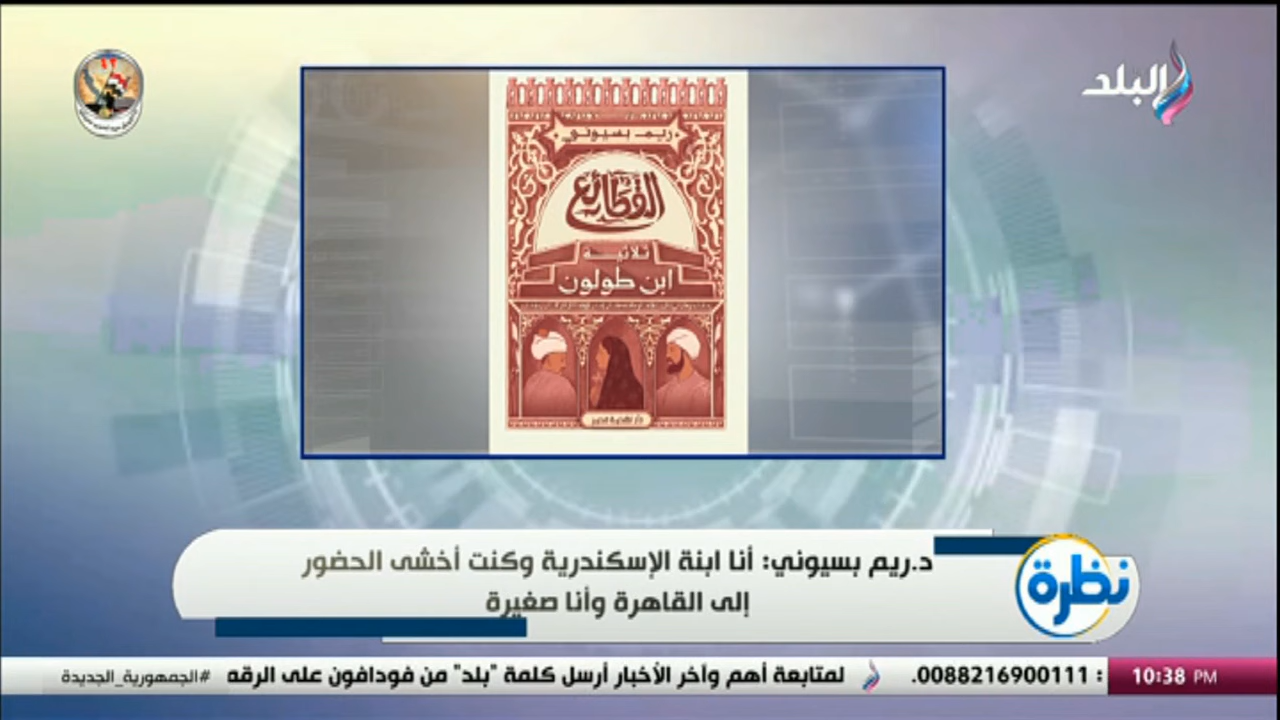 البلد
ريم بسيوني
القطائع
ثلاثية
ابن طولون
د.ريم بسيوني: أنا ابنة الإسكندرية وكنت أخشى الحضور
إلى القاهرة وأنا صغيرة
نظرة
10:38 PM
: 0088216900111.
لمتابعة أهم وآخر الأخبار أرسل كلمة "بلد" من فودافون على الرقم
#الجمهورية_الجديدة